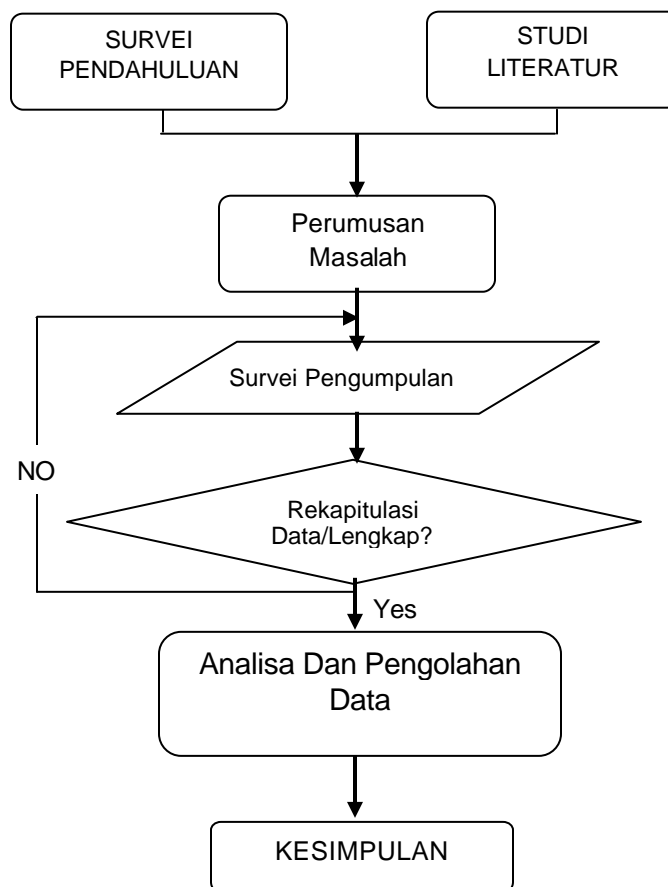 SURVEI
PENDAHULUAN
STUDI
LITERATUR
Perumusan
Masalah
Survei Pengumpulan
NO
Rekapitulasi
Data/Lengkap?
Yes
Analisa Dan Pengolahan
Data
KESIMPULAN